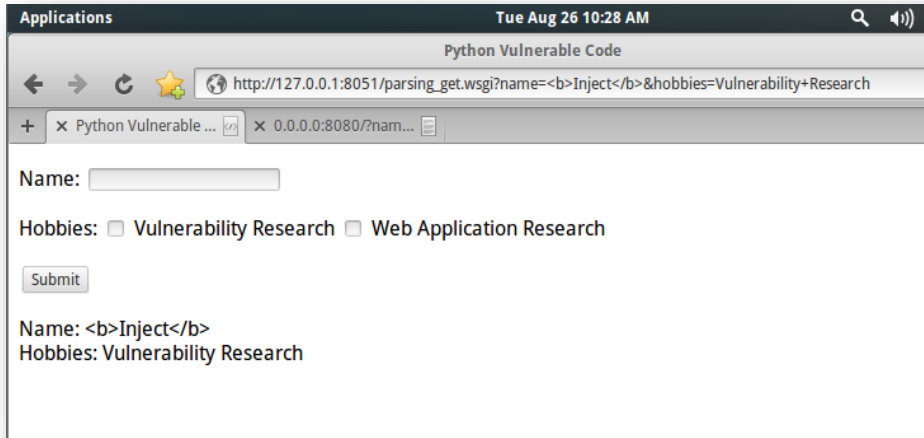 Applications Tue Aug 26 10:28 AM
Python Vulnerable Code
http://127.0.0.1:8051/parsing_get.wsgi?name=<b>Inject</b>&hobbies=Vulnerability+Research
+ x Python Vulnerable ... x 0.0.0.0:8080/?nam...
Name:
Hobbies: Vulnerability Research Web Application Research
Submit
Name: <b>Inject</b>
Hobbies: Vulnerability Research